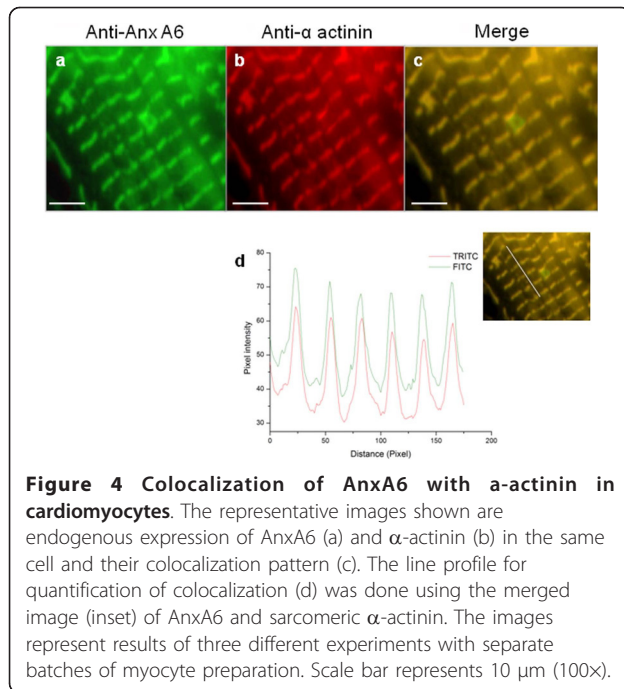 Anti-Anx A6 Anti-α actinin Merge
a b c
d
80
70
60
50
40
30
TRITC
FITC
Pixel intensity
0 50 100 150 200
Distance (Pixel)
Figure 4 Colocalization of AnxA6 with a-actinin in
cardiomyocytes. The representative images shown are
endogenous expression of AnxA6 (a) and α-actinin (b) in the same
cell and their colocalization pattern (c). The line profile for
quantification of colocalization (d) was done using the merged
image (inset) of AnxA6 and sarcomeric α-actinin. The images
represent results of three different experiments with separate
batches of myocyte preparation. Scale bar represents 10 μm (100×).